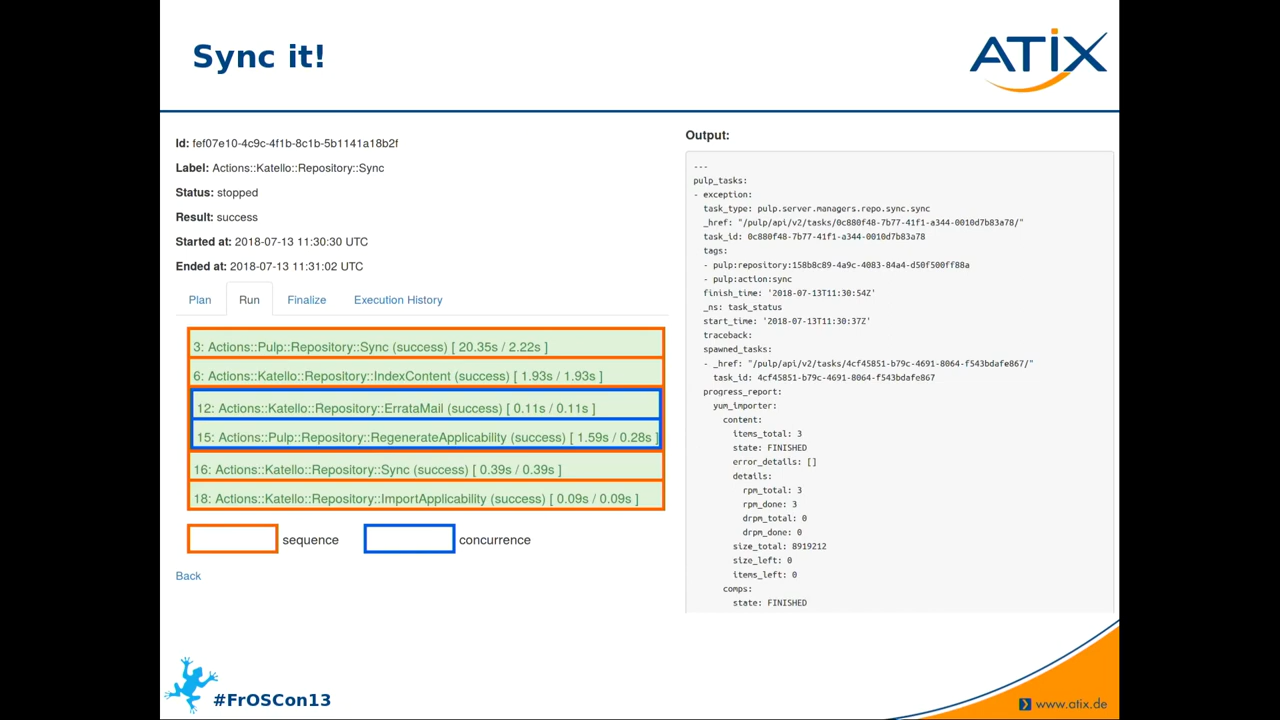 Sync it!
ATIX
Id: fef07e10-4c9c-4f1b-8c1b-5b1141a18b2f
Label: Actions::Katello::Repository::Sync
Status: stopped
Result: success
Started at: 2018-07-13 11:30:30 UTC
Ended at: 2018-07-13 11:31:02 UTC
Plan Run Finalize Execution History
3: Actions::Pulp::Repository::Sync (success) [ 20.35s / 2.22s ]
6: Actions::Katello::Repository::IndexContent (success) [ 1.93s / 1.93s ]
12: Actions::Katello::Repository::ErrataMail (success) [ 0.11s / 0.11s ]
15: Actions::Pulp::Repository::RegenerateApplicability (success) [ 1.59s / 0.28s ]
16: Actions::Katello::Repository::Sync (success) [ 0.39s / 0.39s ]
18: Actions::Katello::Repository::ImportApplicability (success) [ 0.09s / 0.09s ]
sequence concurrence
Back
Output:
---
pulp_tasks:
- exception:
task_type: pulp.server.managers.repo.sync.sync
_href: "/pulp/api/v2/tasks/0c880f48-7b77-41f1-a344-0010d7b83a78/"
task_id: 0c880f48-7b77-41f1-a344-0010d7b83a78
tags:
- pulp:repository:158b8c89-4a9c-4083-84a4-d50f500ff88a
- pulp:action:sync
finish_time: '2018-07-13T11:30:54Z'
_ns: task_status
start_time: '2018-07-13T11:30:37Z'
traceback:
spawned_tasks:
- _href: "/pulp/api/v2/tasks/4cf45851-b79c-4691-8064-f543bdafe867/"
task_id: 4cf45851-b79c-4691-8064-f543bdafe867
progress_report:
yum_importer:
content:
items_total: 3
state: FINISHED
error_details: []
details:
rpm_total: 3
rpm_done: 3
drpm_total: 0
drpm_done: 0
size_total: 8919212
size_left: 0
items_left: 0
comps:
state: FINISHED
#FrOSCon13
www.atix.de